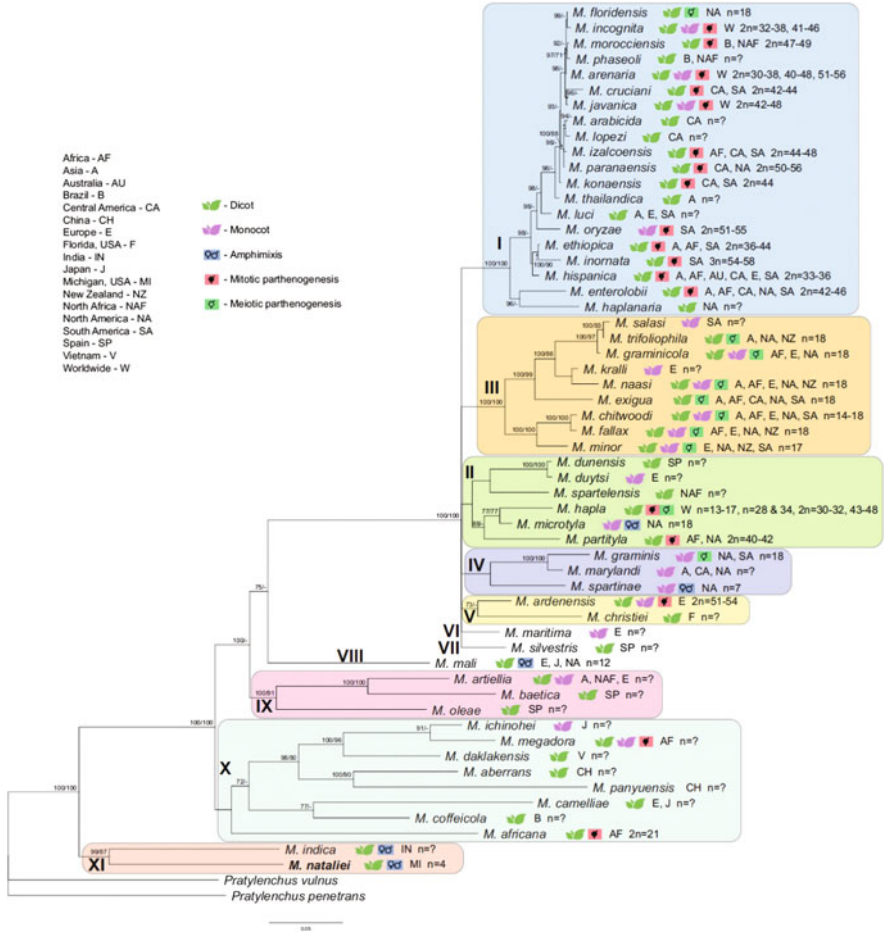 Africa - AF
Asia - A
Australia - AU
Brazil - B
Central America - CA
China - CH
Europe - E
Florida, USA - F
India - IN
Japan - J
Michigan, USA - MI
New Zealand - NZ
North Africa - NAF
North America - NA
South America - SA
Spain - SP
Vietnam - V
Worldwide - W
- Dicot
- Monocot
- Amphimixis
- Mitotic parthenogenesis
- Meiotic parthenogenesis
I
M. floridensis NA n=18
M. incognita W 2n=32-38, 41-46
M. morocciensis B, NAF 2n=47-49
M. phaseoli B, NAF n=?
M. arenaria W 2n=30-38, 40-48, 51-56
M. cruciani CA, SA 2n=42-44
M. javanica W 2n=42-48
M. arabicida CA n=?
M. lopezi CA n=?
M. izalcoensis AF, CA, SA 2n=44-48
M. paranaensis CA, NA 2n=50-56
M. konaensis CA, SA 2n=44
M. thailandica A n=?
M. luci A, E, SA n=?
M. oryzae SA 2n=51-55
M. ethiopica A, AF, SA 2n=36-44
M. inornata SA 3n=54-58
M. hispanica A, AF, AU, CA, E, SA 2n=33-36
M. enterolobii A, AF, CA, NA, SA 2n=42-46
M. haplanaria NA n=?
III
M. salasi SA n=?
M. trifoliophila A, NA, NZ n=18
M. graminicola AF, E, NA n=18
M. kralli E n=?
M. naasi A, AF, E, NA, NZ n=18
M. exigua A, AF, CA, NA, SA n=18
M. chitwoodi A, AF, E, NA, SA n=14-18
M. fallax AF, E, NA, NZ n=18
M. minor E, NA, NZ, SA n=17
II
M. dunensis SP n=?
M. duytsi E n=?
M. spartelensis NAF n=?
M. hapla W n=13-17, n=28 & 34, 2n=30-32, 43-48
M. microtyla NA n=18
M. partityla AF, NA 2n=40-42
IV
M. graminis NA, SA n=18
M. marylandi A, CA, NA n=?
M. spartinae NA n=7
V
M. ardenensis E 2n=51-54
M. christiei F n=?
VI
M. maritima E n=?
VII
M. silvestris SP n=?
VIII
M. mali E, J, NA n=12
IX
M. artiellia A, NAF, E n=?
M. baetica SP n=?
M. oleae SP n=?
X
M. ichinohei J n=?
M. megadora AF n=?
M. daklakensis V n=?
M. aberrans CH n=?
M. panyuensis CH n=?
M. camelliae E, J n=?
M. coffeicola B n=?
M. africana AF 2n=21
XI
M. indica IN n=?
M. nataliei MI n=4
Pratylenchus vulnus
Pratylenchus penetrans